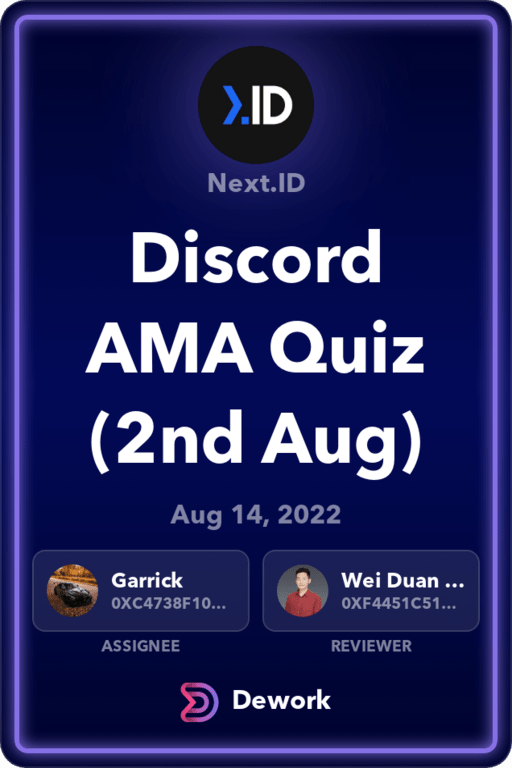 .ID
Next.ID
Discord
AMA Quiz
(2nd Aug)
Aug 14, 2022
Garrick
0XC4738F10...
ASSIGNEE
Wei Duan ...
0XF4451C51...
REVIEWER
Dework